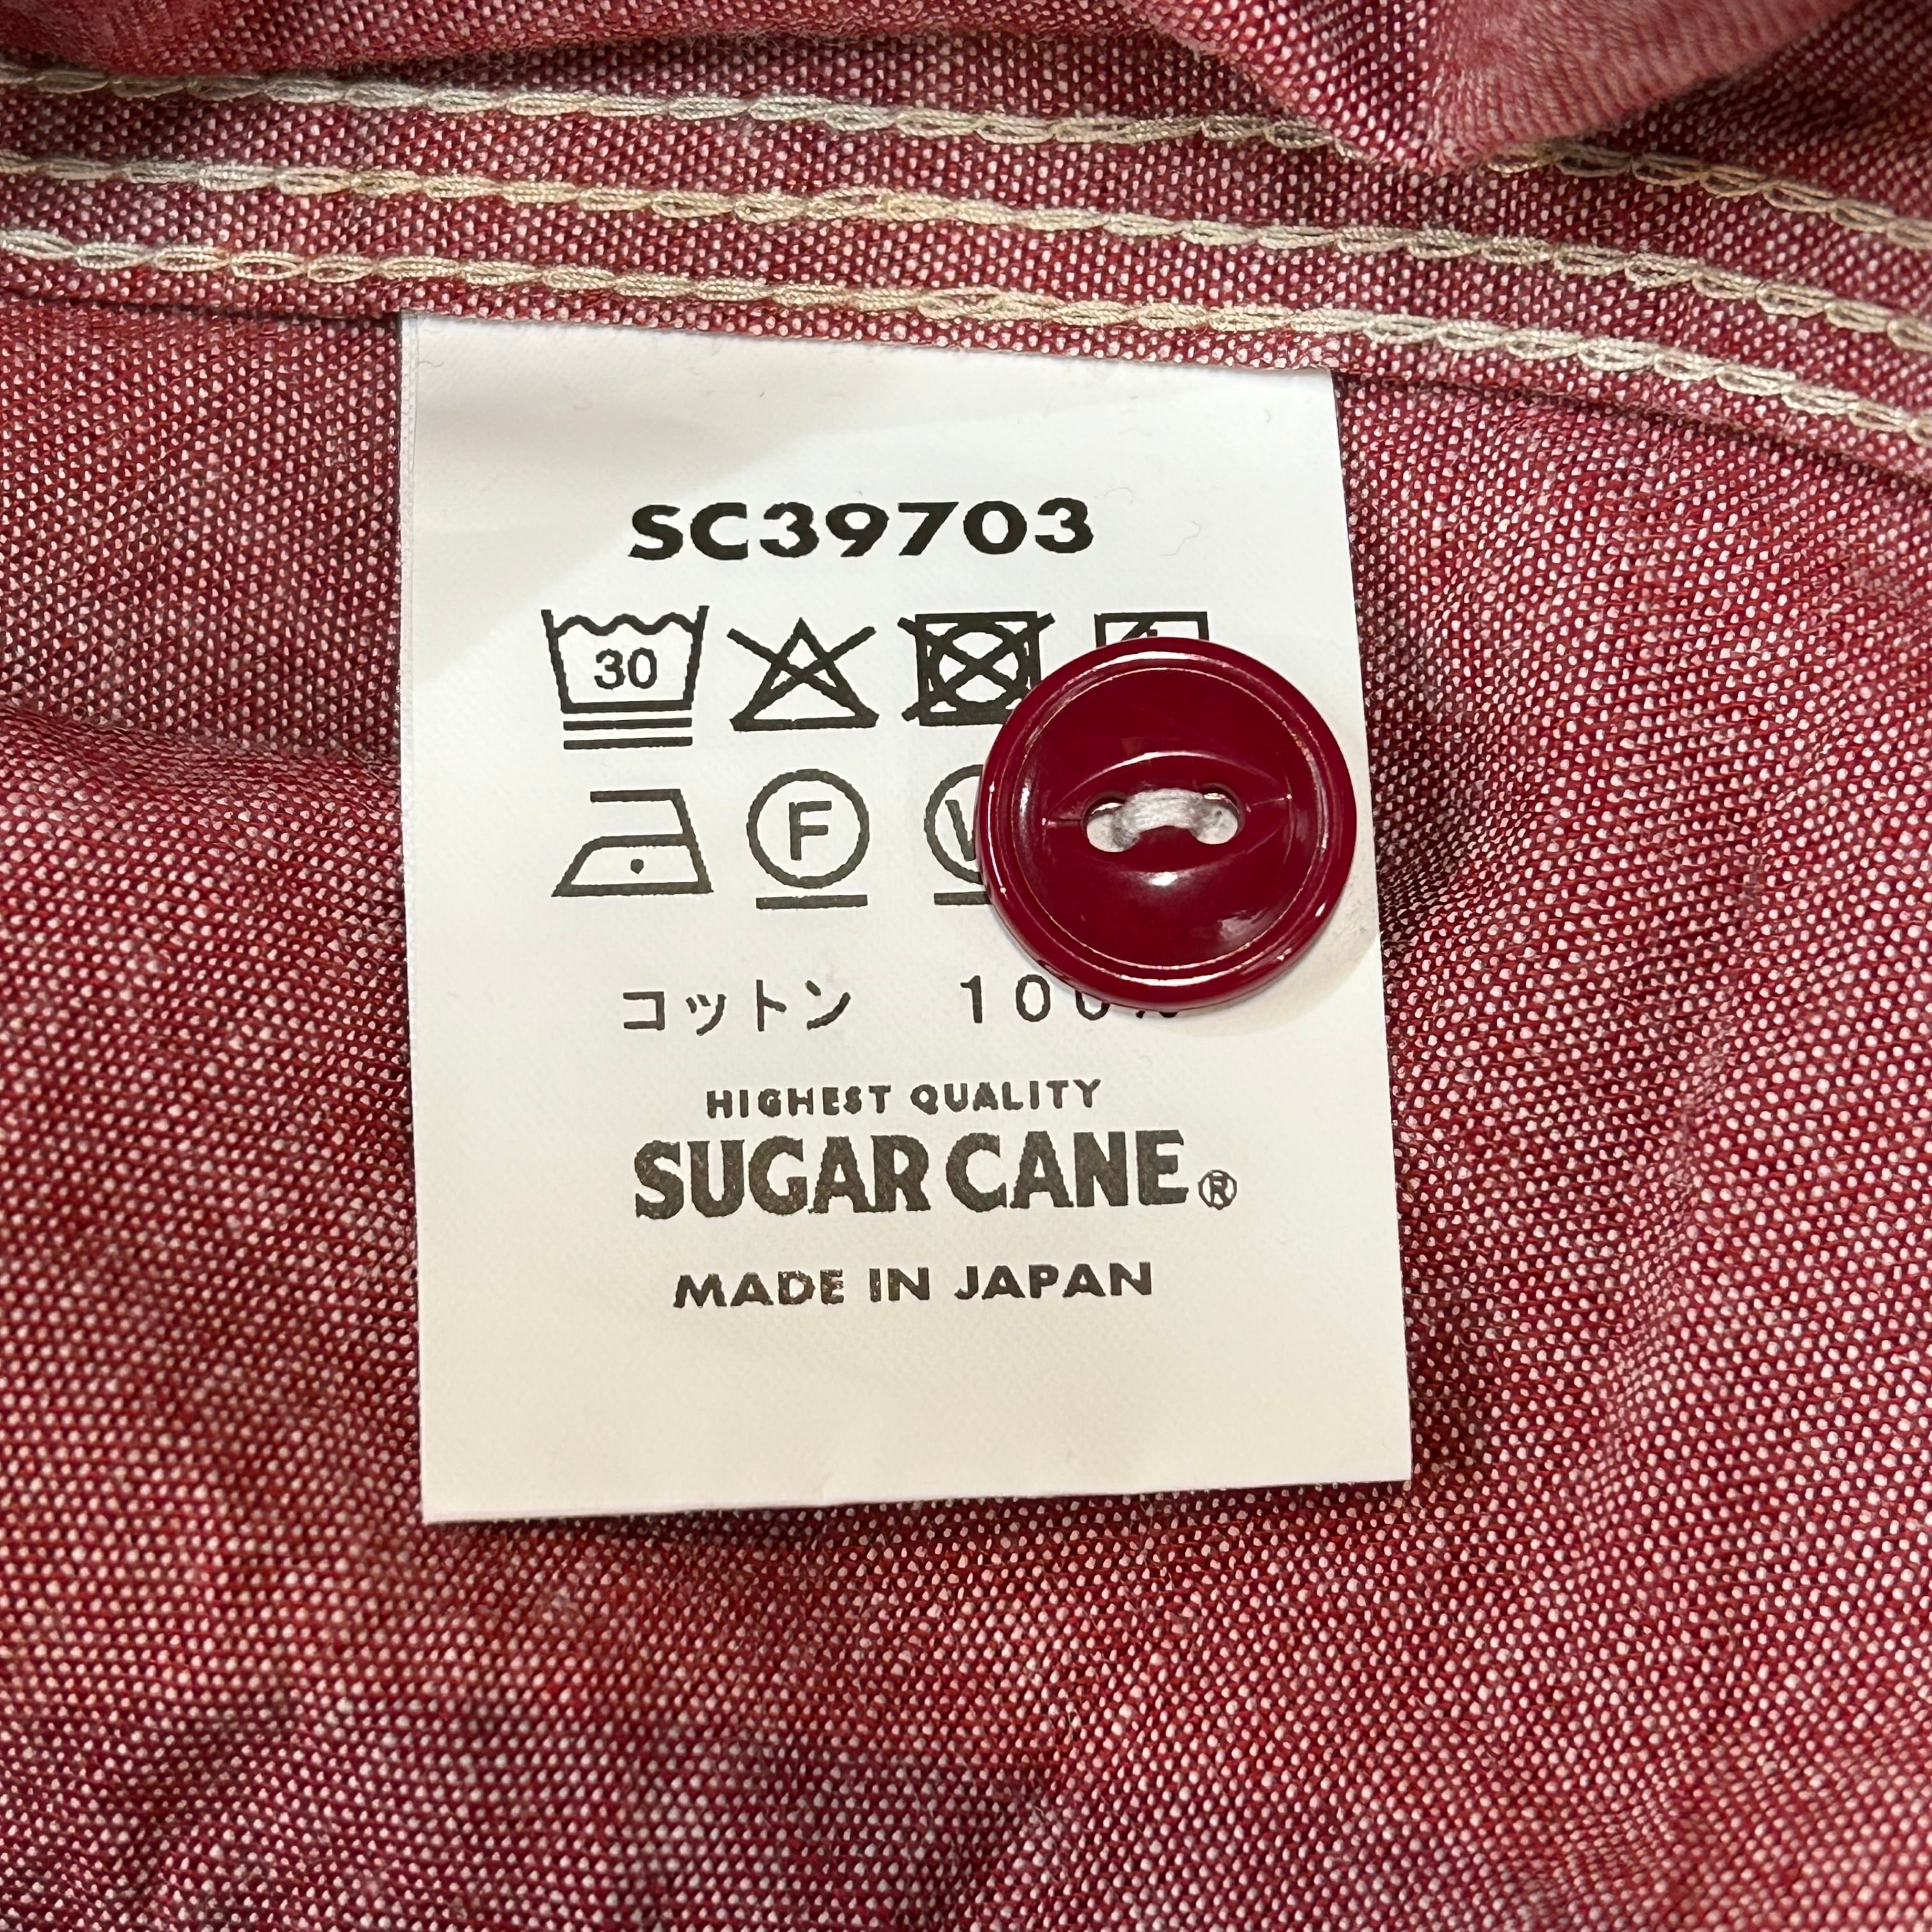 SC39703
30
F
W
コットン 100%
HIGHEST QUALITY
SUGAR CANE®
MADE IN JAPAN